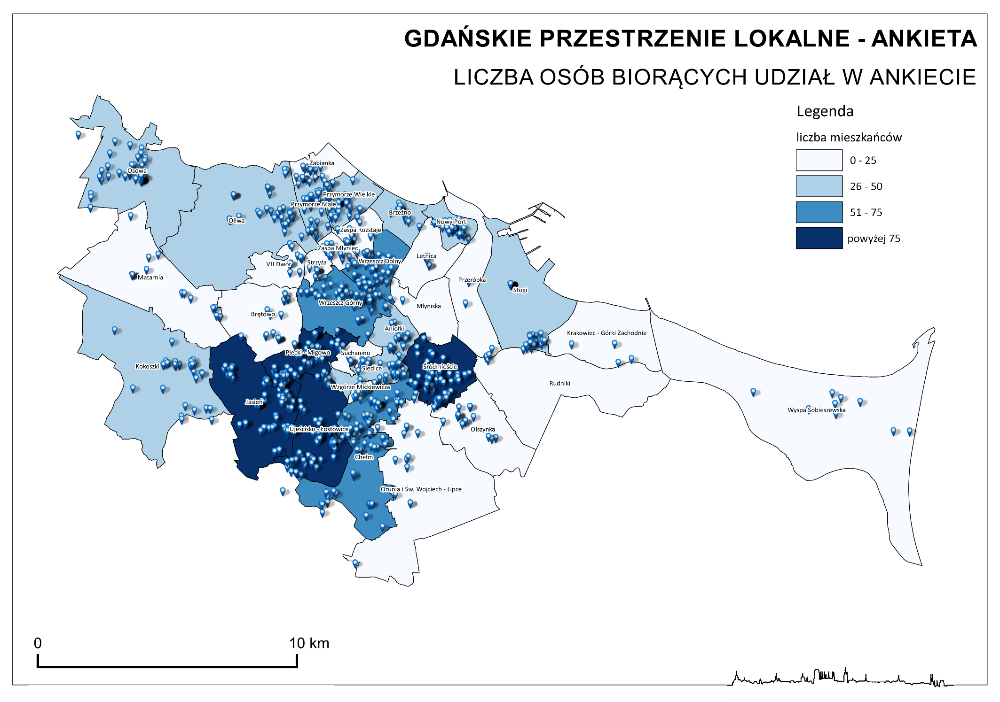 GDAŃSKIE PRZESTRZENIE LOKALNE - ANKIETA
LICZBA OSÓB BIORĄCYCH UDZIAŁ W ANKIECIE
Legenda
liczba mieszkańców
0 - 25
26 - 50
51 - 75
powyżej 75
Żabianka
Osowa
Przymorze Wielkie
Przymorze Małe
Brzeźno
Oliwa
Nowy Port
Zaspa Rozstaje
Zaspa Młyniec
Letnica
Wrzeszcz Dolny
VII Dwór
Strzyża
Matarnia
Przeróbka
Stogi
Wrzeszcz Górny
Młyniska
Brętowo
Aniołki
Krakowiec - Górki Zachodnie
Piecki - Migowo
Suchanino
Kokoszki
Siedlce
Śródmieście
Rudniki
Wzgórze Mickiewicza
Jasień
Wyspa Sobieszewska
Ujeścisko - Łostowice
Olszynka
Chełm
Orunia i Św. Wojciech - Lipce
0
10 km